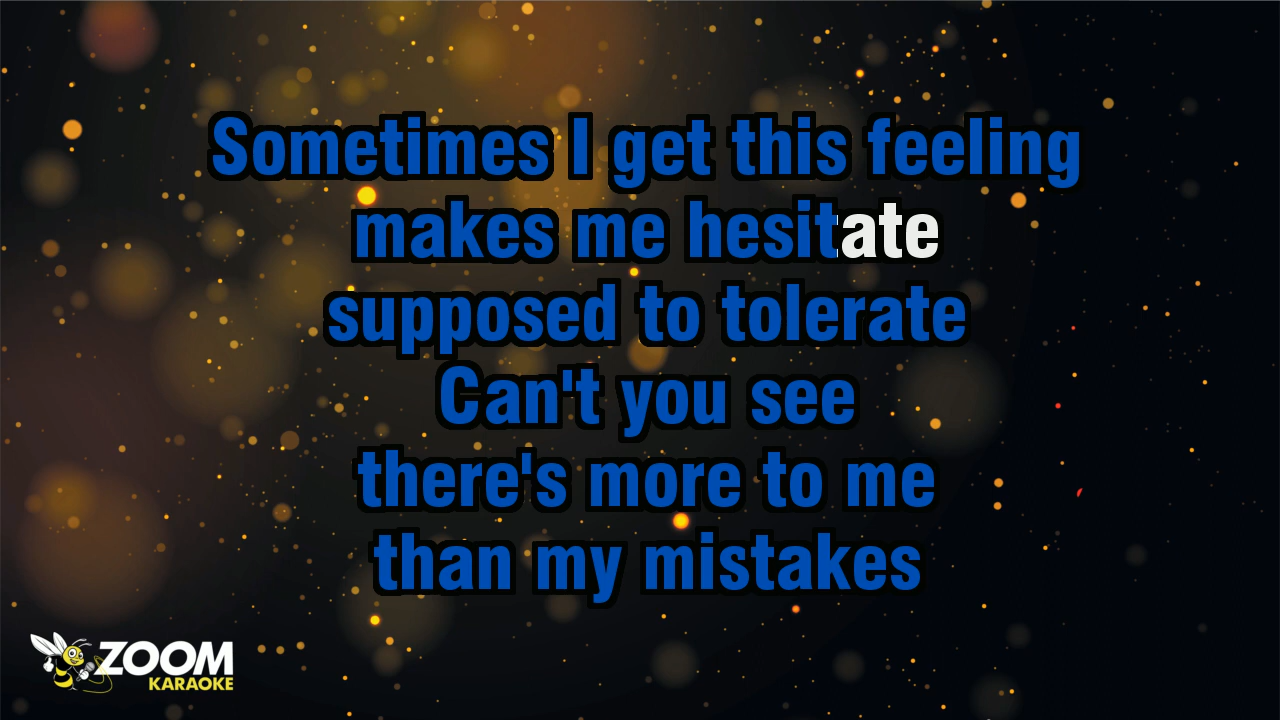 Sometimes I get this feeling
makes me hesitate
supposed to tolerate
Can't you see
there's more to me
than my mistakes
ZOOM
KARAOKE